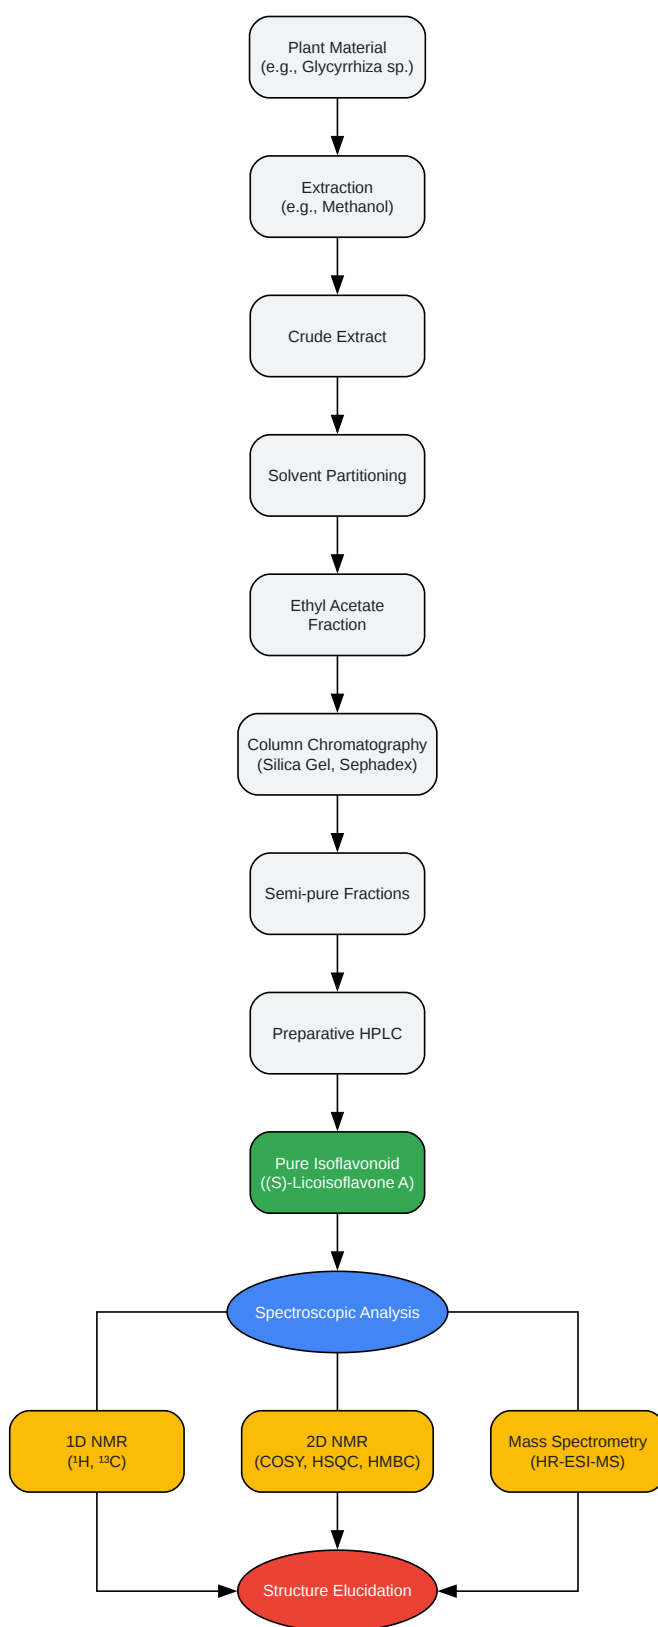 Plant Material
(e.g., Glycyrrhiza sp.)
Extraction
(e.g., Methanol)
Crude Extract
Solvent Partitioning
Ethyl Acetate
Fraction
Column Chromatography
(Silica Gel, Sephadex)
Semi-pure Fractions
Preparative HPLC
Pure Isoflavonoid
((S)-Licoisoflavone A)
Spectroscopic Analysis
1D NMR
(¹H, ¹³C)
2D NMR
(COSY, HSQC, HMBC)
Mass Spectrometry
(HR-ESI-MS)
Structure Elucidation